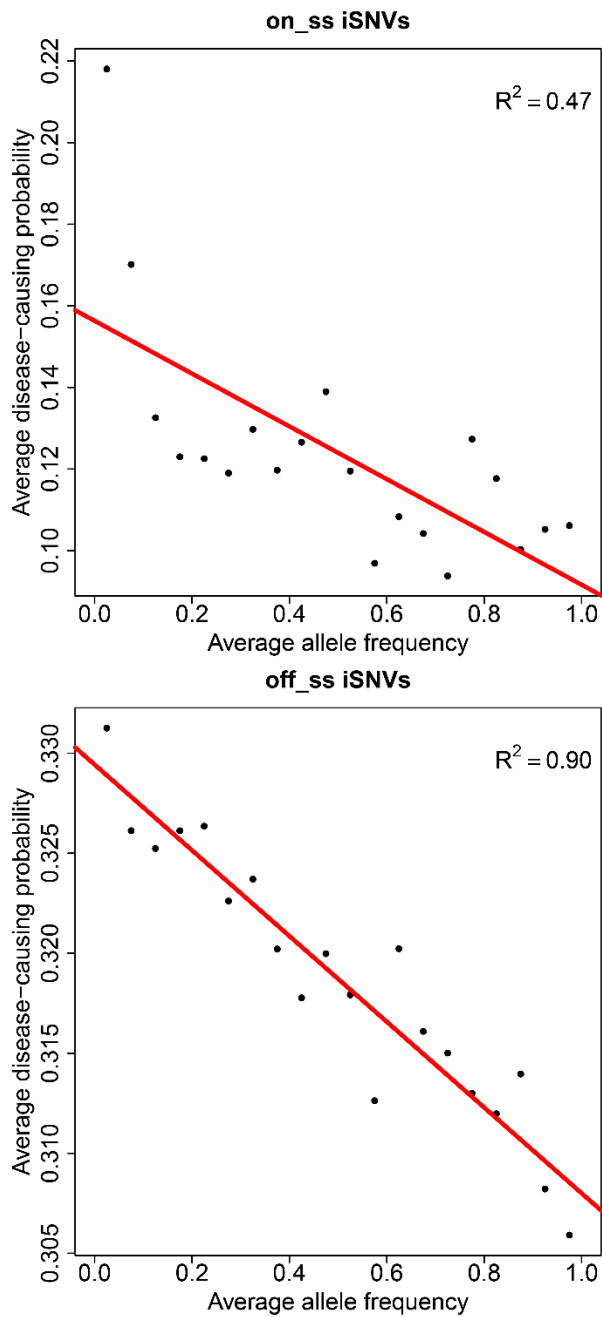 on_ss iSNVs
R² = 0.47
Average disease−causing probability
0.22
0.20
0.18
0.16
0.14
0.12
0.10
0.0 0.2 0.4 0.6 0.8 1.0
Average allele frequency
off_ss iSNVs
R² = 0.90
Average disease−causing probability
0.330
0.325
0.320
0.315
0.310
0.305
0.0 0.2 0.4 0.6 0.8 1.0
Average allele frequency